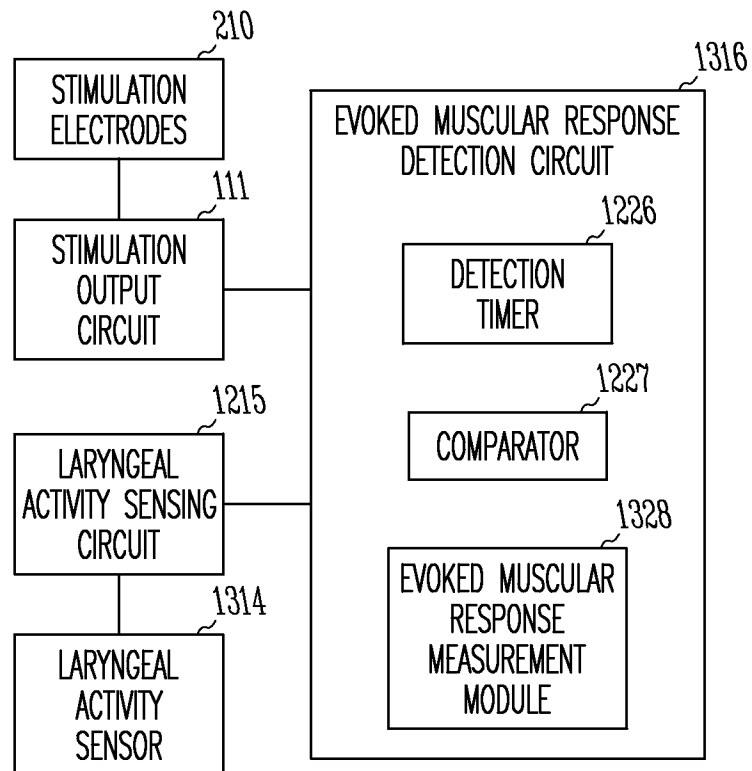 210
STIMULATION
ELECTRODES
111
STIMULATION
OUTPUT
CIRCUIT
1215
LARYNGEAL
ACTIVITY SENSING
CIRCUIT
1314
LARYNGEAL
ACTIVITY
SENSOR
1316
EVOKED MUSCULAR RESPONSE
DETECTION CIRCUIT
1226
DETECTION
TIMER
1227
COMPARATOR
1328
EVOKED MUSCULAR
RESPONSE
MEASUREMENT
MODULE